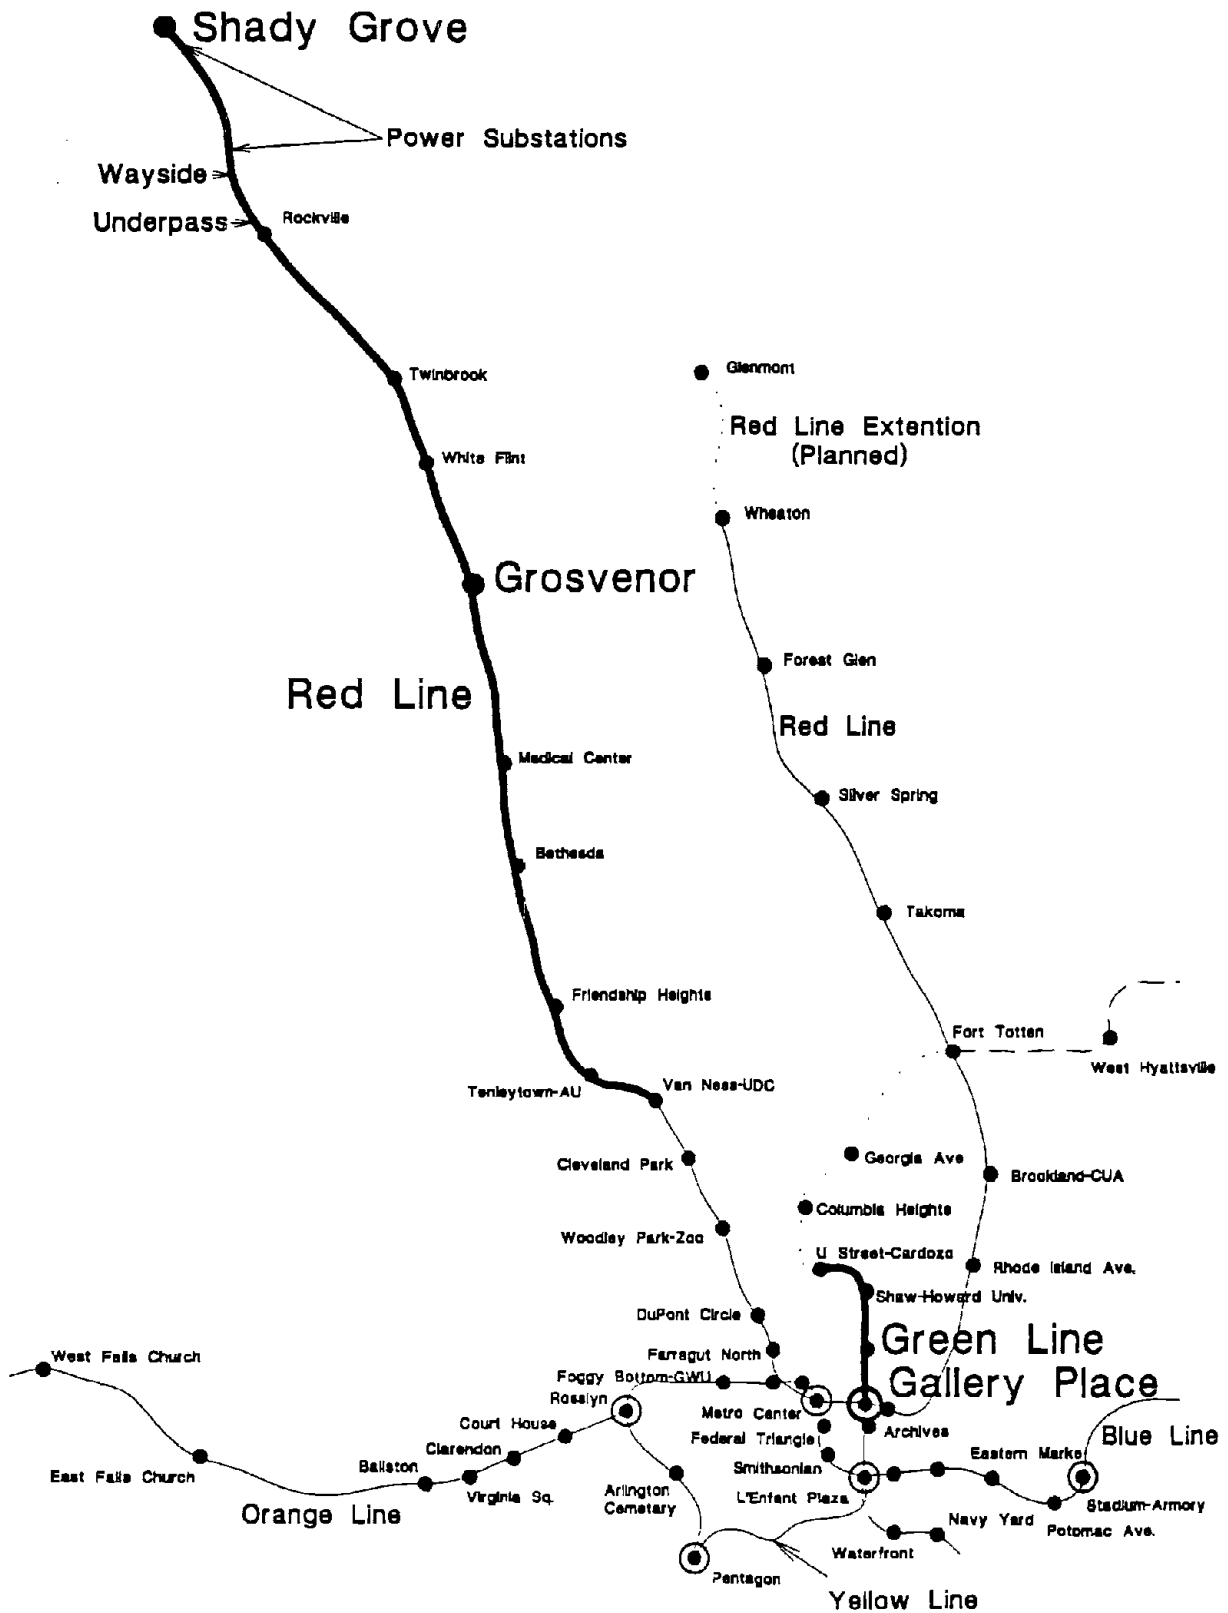 Shady Grove
Power Substations
Wayside
Underpass
Rockville
Twinbrook
Glenmont
Red Line Extention
(Planned)
White Flint
Wheaton
Grosvenor
Forest Glen
Red Line
Red Line
Medical Center
Silver Spring
Bethesda
Takoma
Friendship Heights
Fort Totten
West Hyattsville
Tenleytown-AU
Van Ness-UDC
Cleveland Park
Georgia Ave
Brookland-CUA
Columbia Heights
Woodley Park-Zoo
U Street-Cardozo
Rhode Island Ave.
Shaw-Howard Univ.
DuPont Circle
Green Line
West Falls Church
Farragut North
Foggy Bottom-GWU
Gallery Place
Rosslyn
Metro Center
Court House
Archives
Blue Line
Federal Triangle
Clarendon
Eastern Marke
Ballston
East Falls Church
Smithsonian
Virginia Sq.
Arlington
Cemetary
L'Enfant Plaza
Stadium-Armory
Orange Line
Navy Yard
Potomac Ave.
Waterfront
Pentagon
Yellow Line